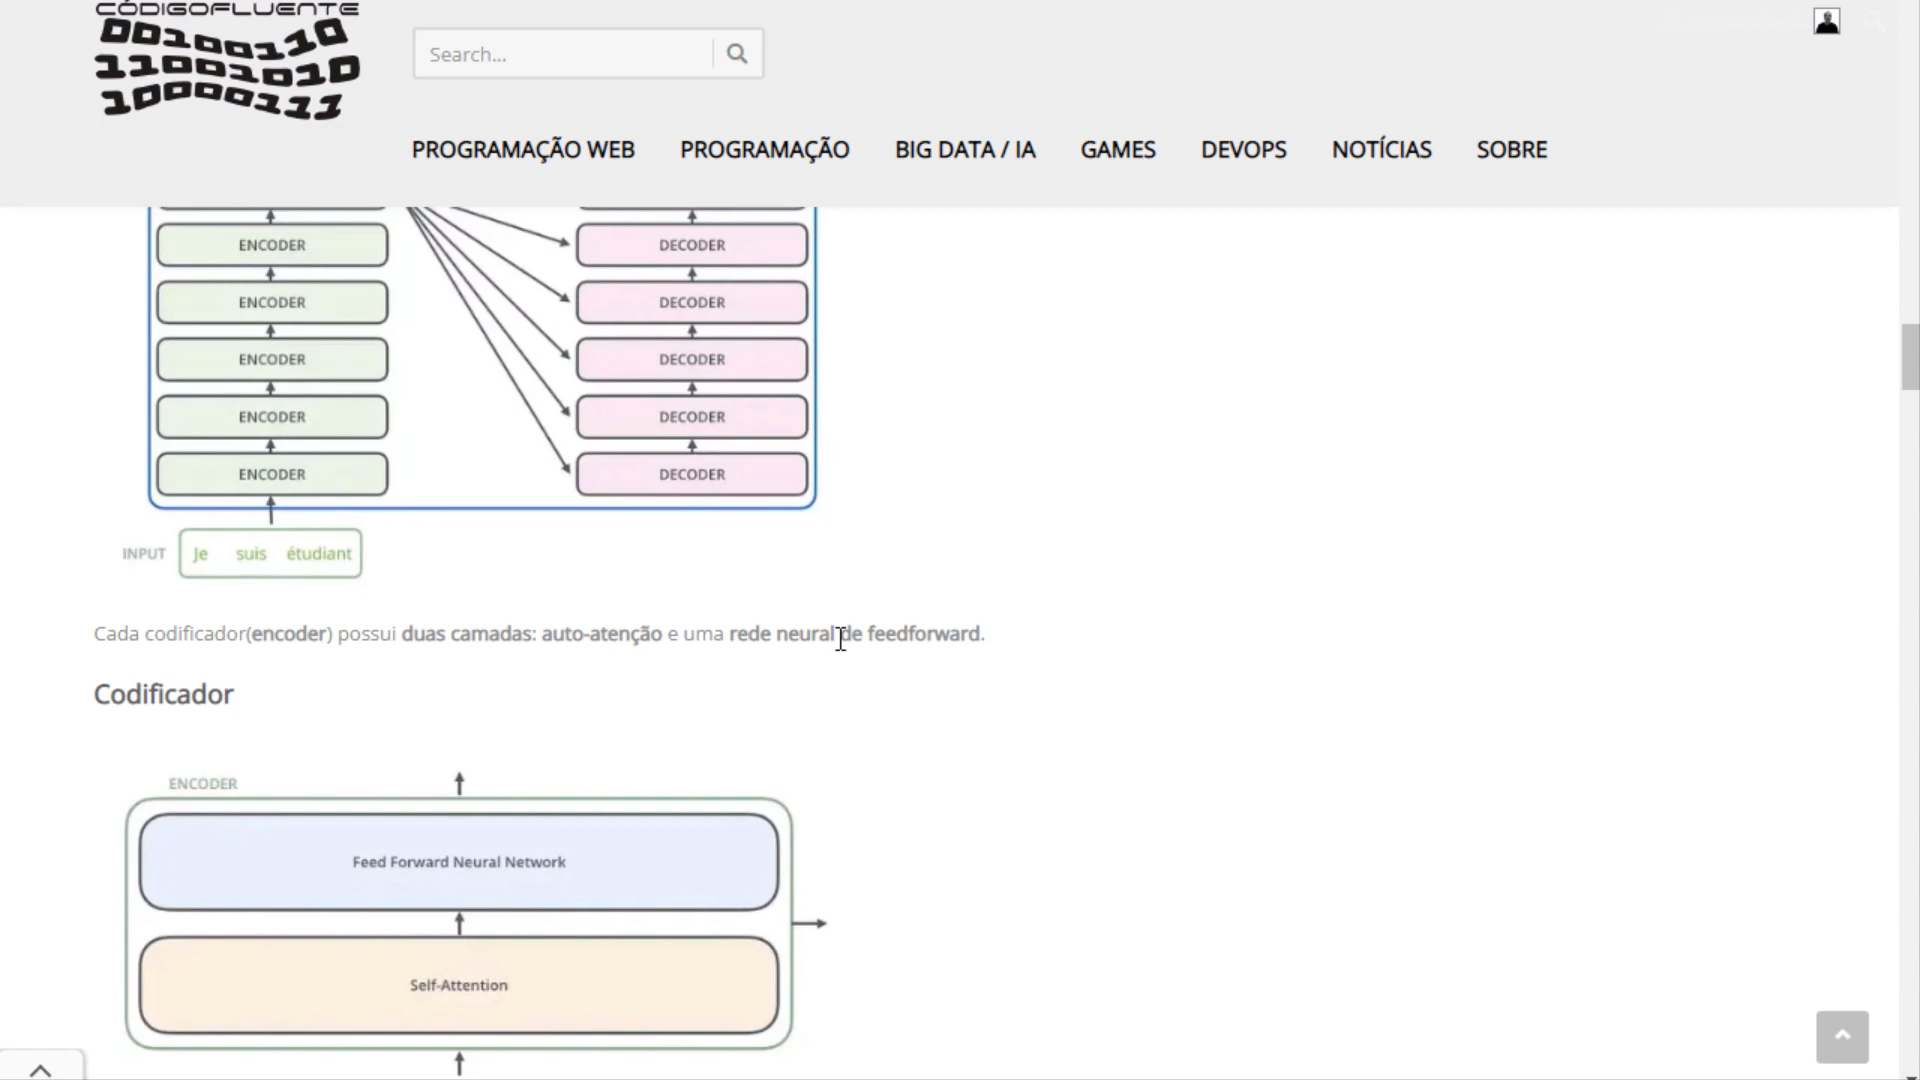 CÓDIGOFLUENTE
00100110
11001010
10000111
Search...
PROGRAMAÇÃO WEB PROGRAMAÇÃO BIG DATA / IA GAMES DEVOPS NOTÍCIAS SOBRE
ENCODER DECODER
ENCODER DECODER
ENCODER DECODER
ENCODER DECODER
ENCODER DECODER
INPUT Je suis étudiant
Cada codificador(encoder) possui duas camadas: auto-atenção e uma rede neural de feedforward.
Codificador
ENCODER
Feed Forward Neural Network
Self-Attention